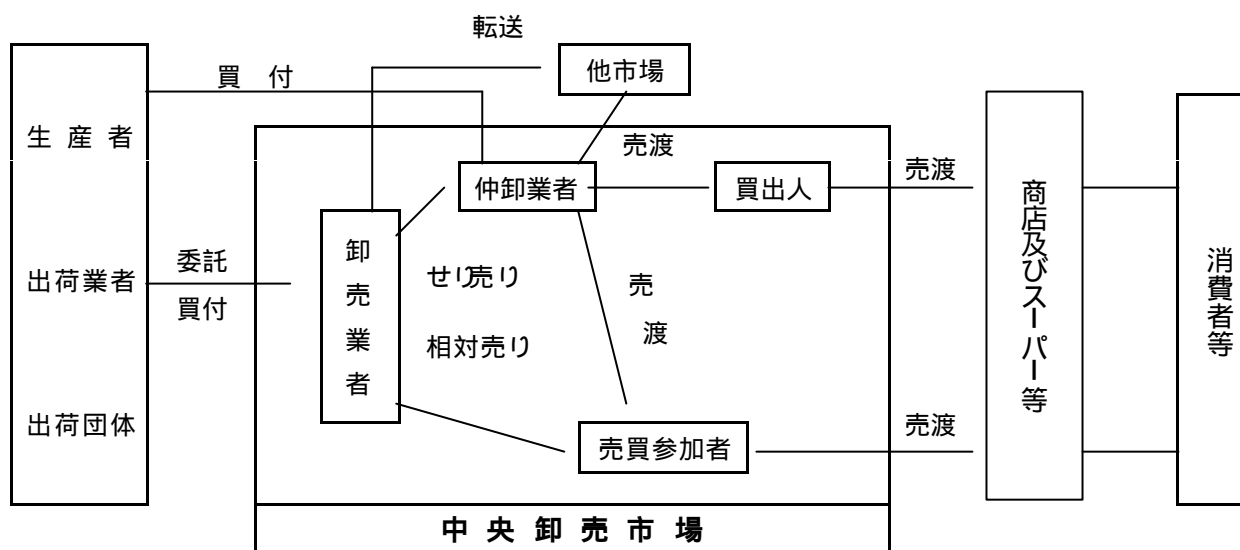 転送
他市場
買 付
生 産 者
出荷業者
出荷団体
委託
買付
卸売業者
仲卸業者
売渡
買出人
せり売り
相対売り
売渡
売買参加者
売渡
売渡
商店及びスーパー等
消費者等
中 央 卸 売 市 場